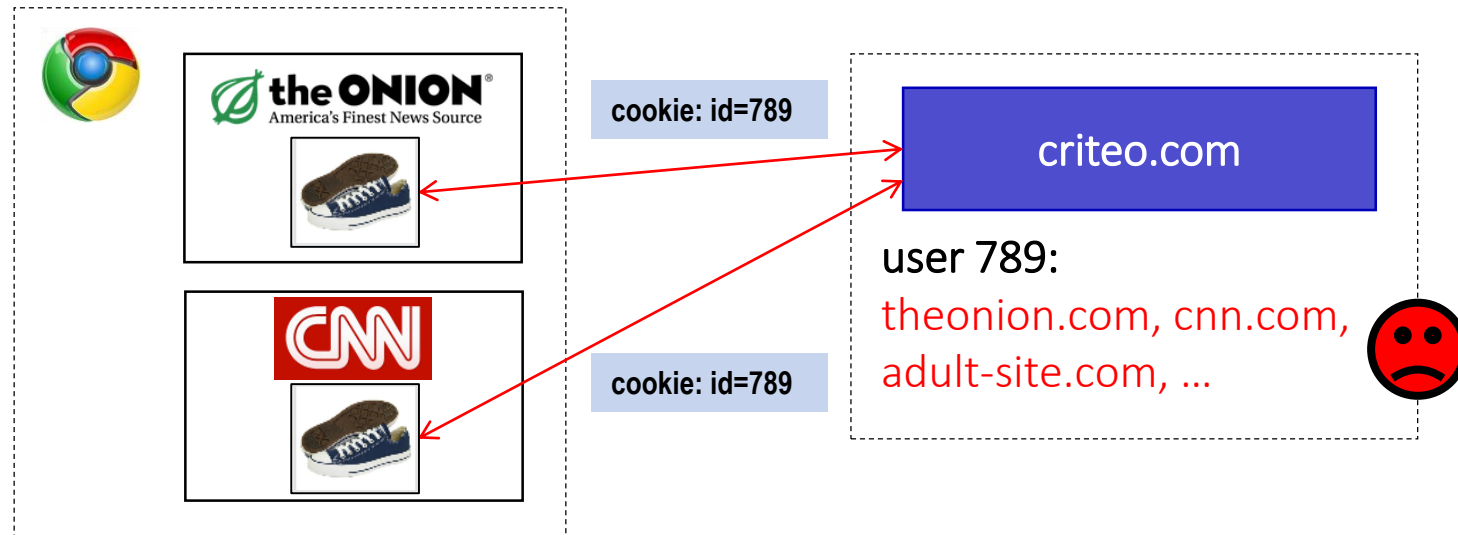 the ONION®
America's Finest News Source
cookie: id=789
criteo.com
user 789:
theonion.com, cnn.com,
adult-site.com, ...
CNN
cookie: id=789